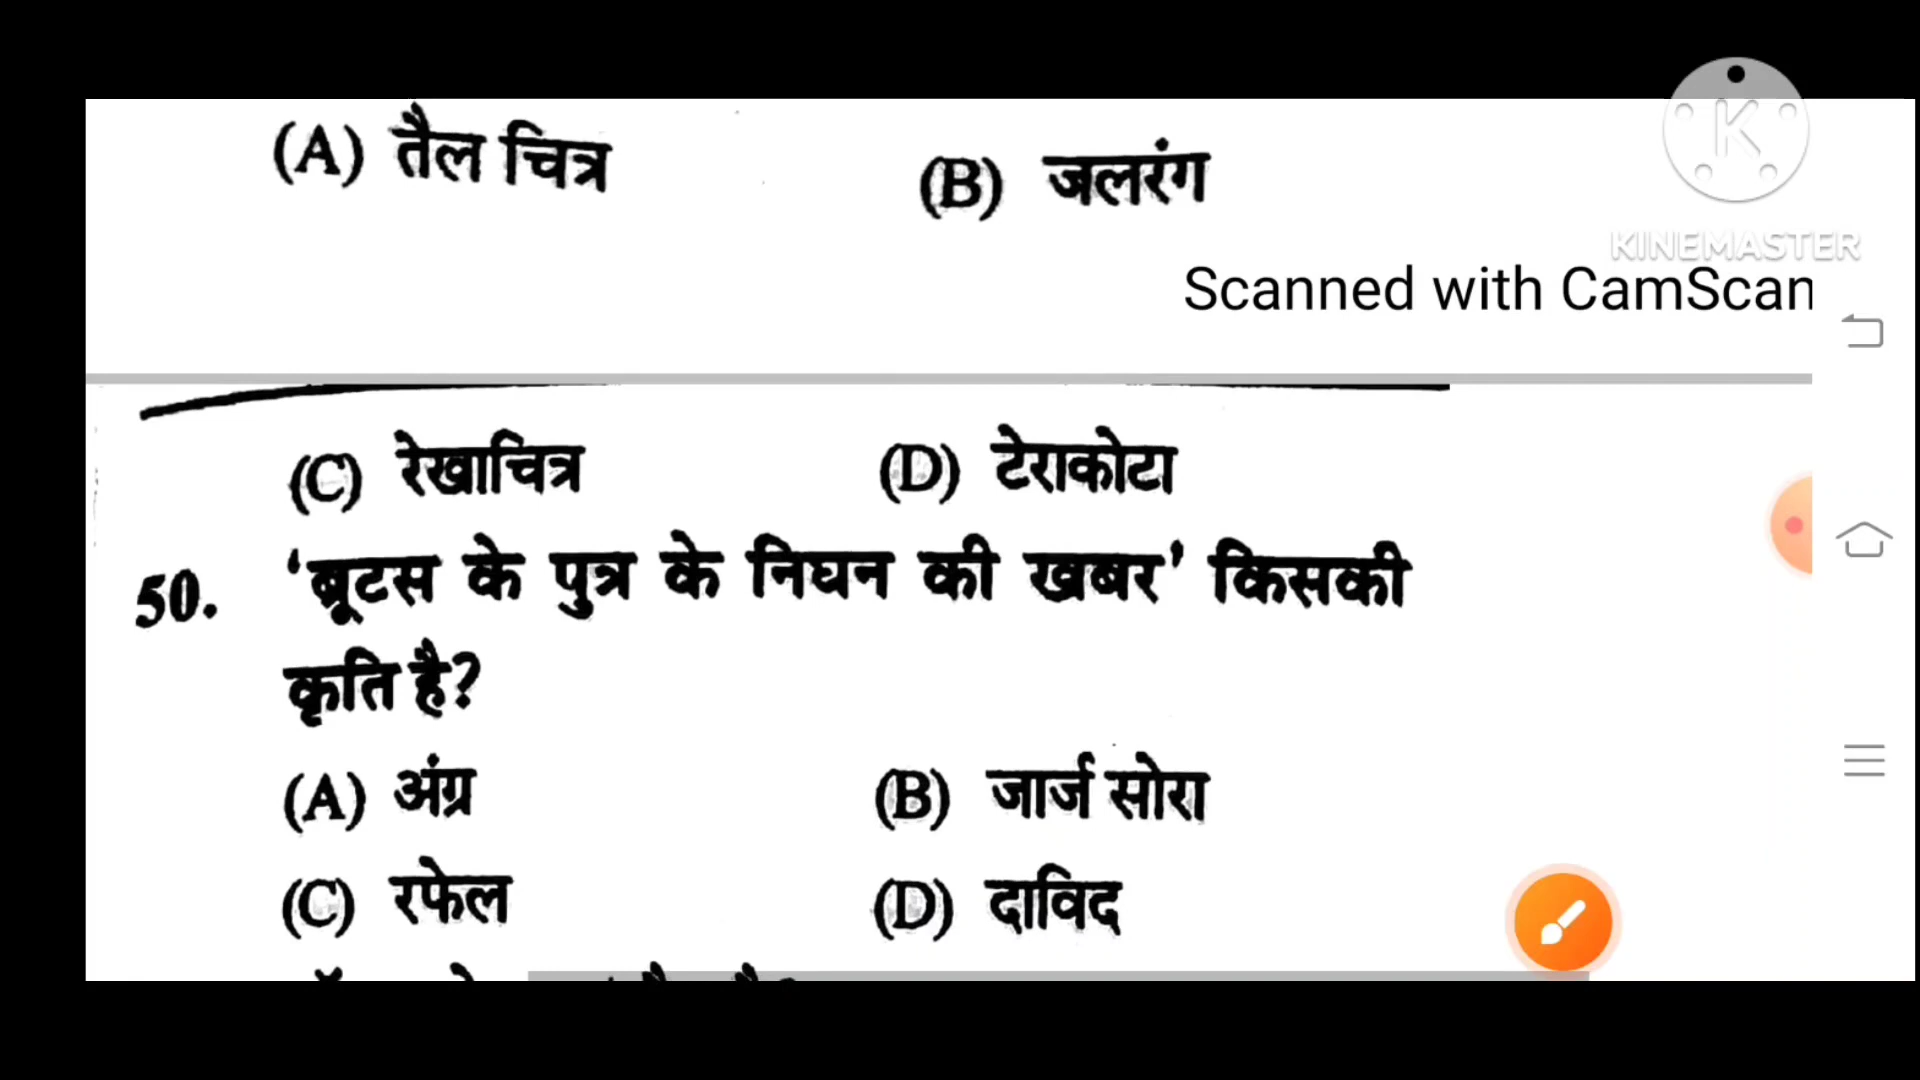 (A) तैल चित्र (B) जलरंग
KINEMASTER
Scanned with CamScan
(C) रेखाचित्र (D) टेराकोटा
50. ‘ब्रूटस के पुत्र के निघन की खबर’ किसकी
कृति है?
(A) अंग्र (B) जार्ज सोरा
(C) रफेल (D) दाविद